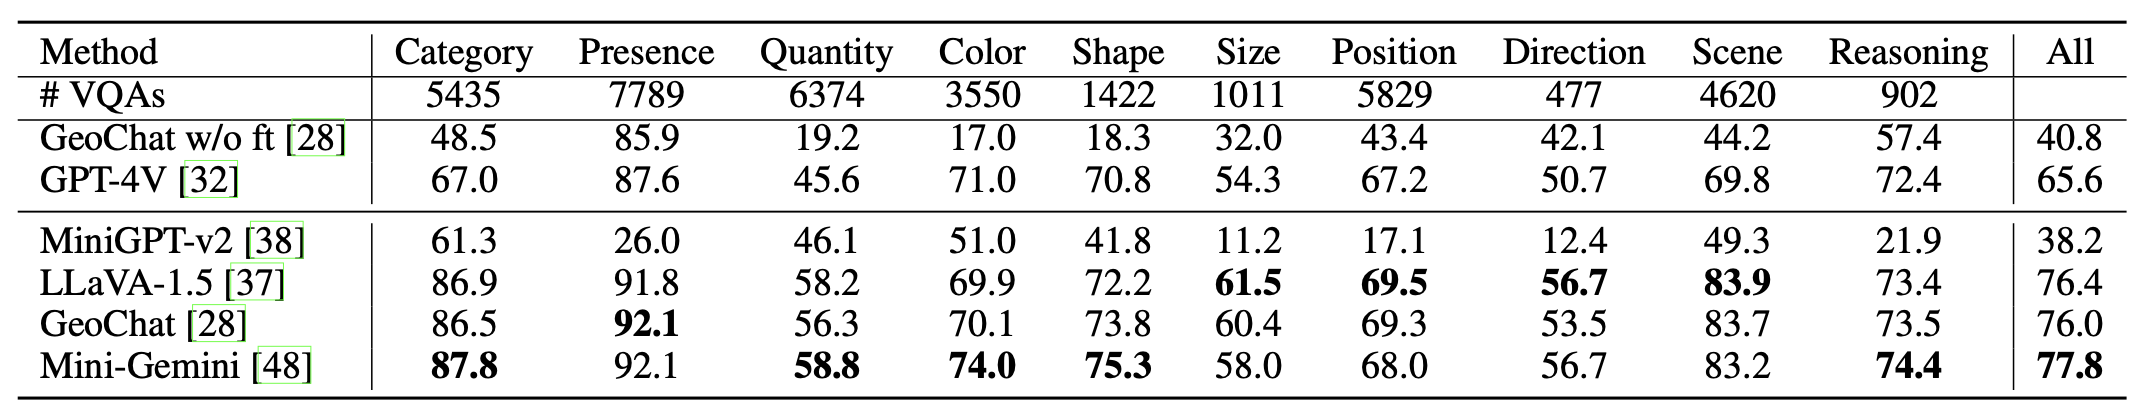 Method Category Presence Quantity Color Shape Size Position Direction Scene Reasoning All
# VQAs 5435 7789 6374 3550 1422 1011 5829 477 4620 902
GeoChat w/o ft [28] 48.5 85.9 19.2 17.0 18.3 32.0 43.4 42.1 44.2 57.4 40.8
GPT-4V [32] 67.0 87.6 45.6 71.0 70.8 54.3 67.2 50.7 69.8 72.4 65.6
MiniGPT-v2 [38] 61.3 26.0 46.1 51.0 41.8 11.2 17.1 12.4 49.3 21.9 38.2
LLaVA-1.5 [37] 86.9 91.8 58.2 69.9 72.2 61.5 69.5 56.7 83.9 73.4 76.4
GeoChat [28] 86.5 92.1 56.3 70.1 73.8 60.4 69.3 53.5 83.7 73.5 76.0
Mini-Gemini [48] 87.8 92.1 58.8 74.0 75.3 58.0 68.0 56.7 83.2 74.4 77.8